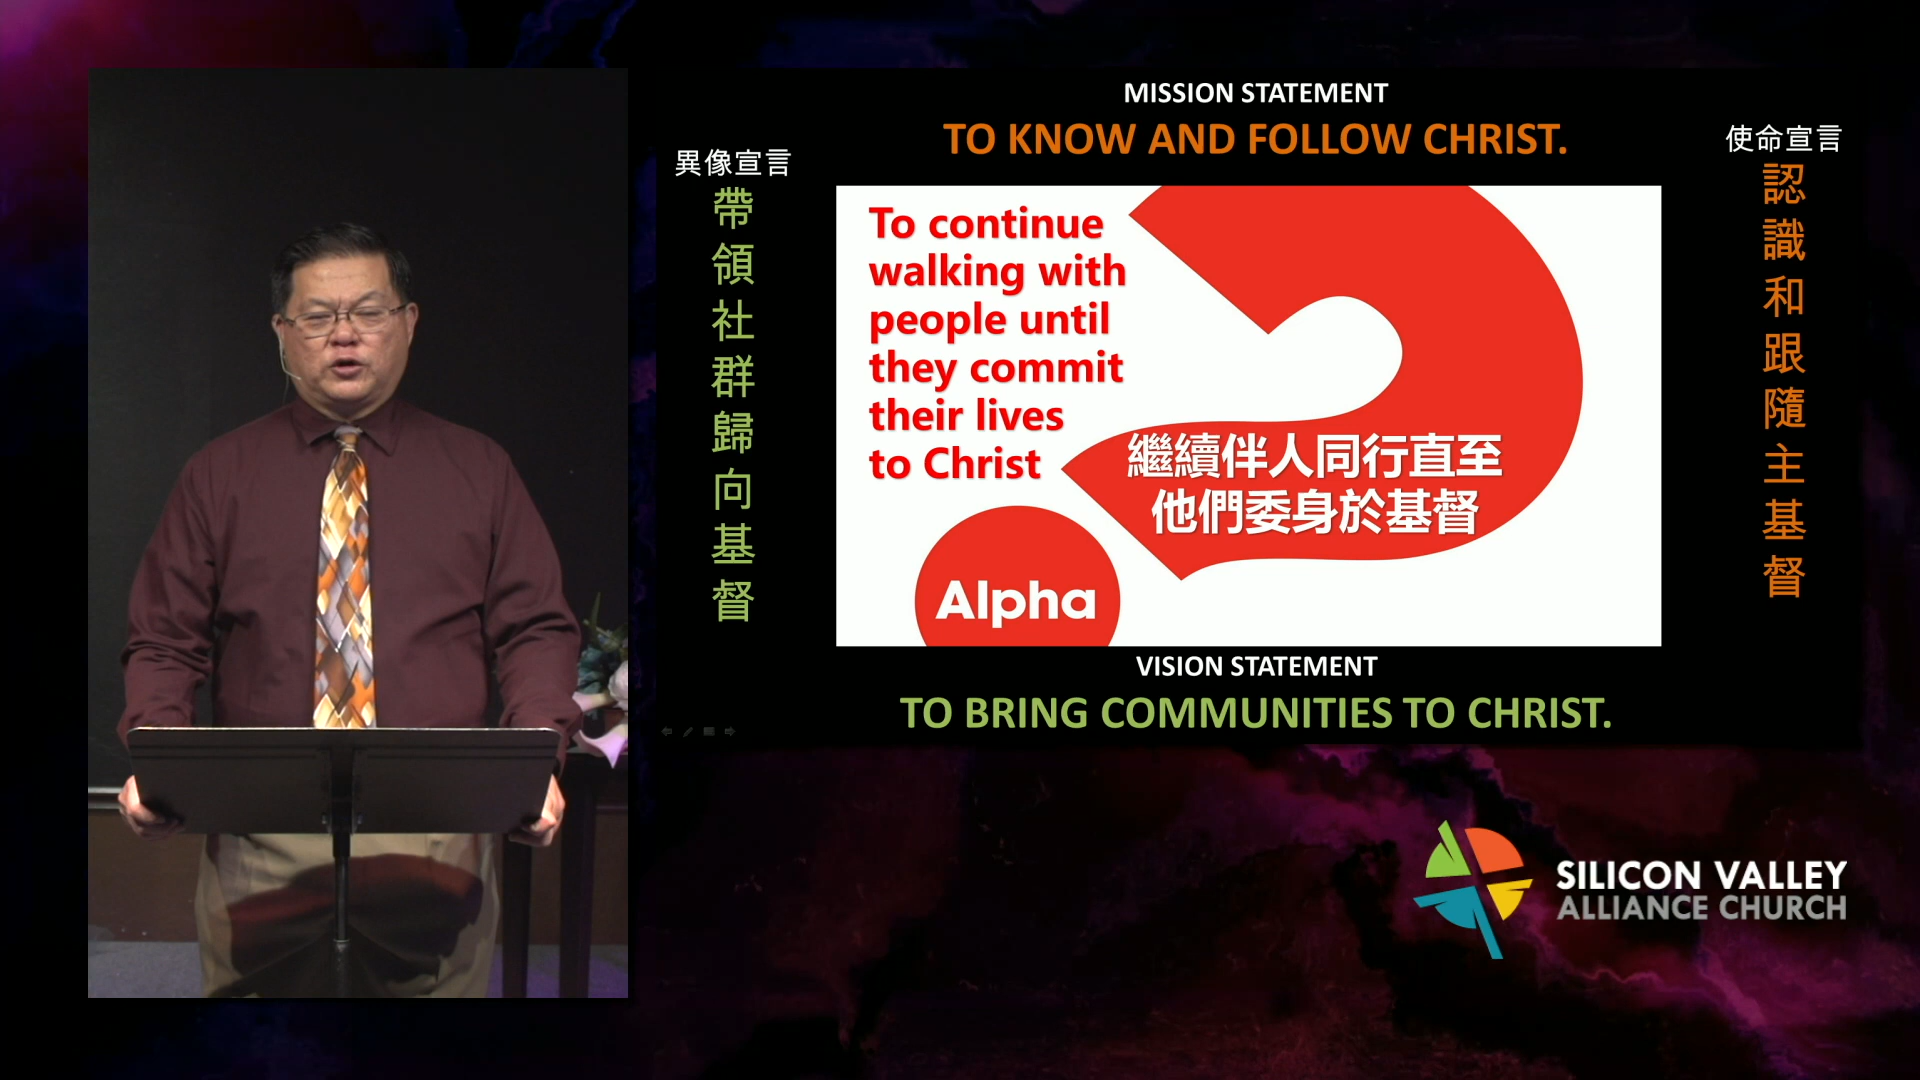 MISSION STATEMENT
TO KNOW AND FOLLOW CHRIST.
異像宣言
帶領社群歸向基督
To continue
walking with
people until
they commit
their lives
to Christ
繼續伴人同行直至
他們委身於基督
Alpha
使命宣言
認識和跟隨主基督
VISION STATEMENT
TO BRING COMMUNITIES TO CHRIST.
SILICON VALLEY
ALLIANCE CHURCH